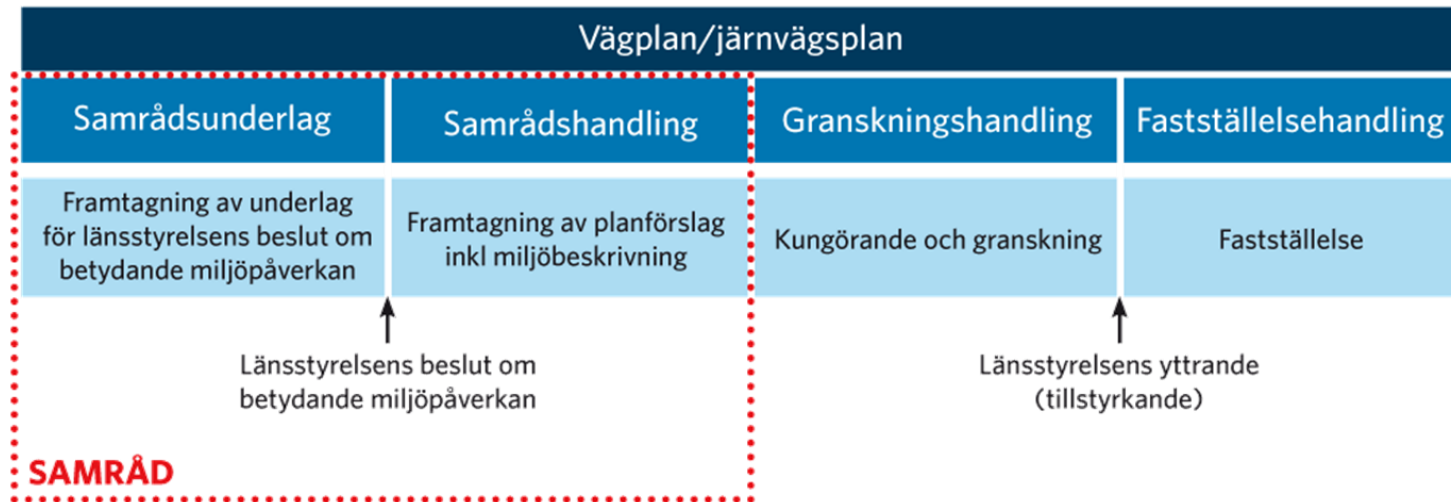 Vägplan/järnvägsplan
Samrådsunderlag
Samrådshandling
Granskningshandling
Fastställelsehandling
Framtagning av underlag
för länsstyrelsens beslut om
betydande miljöpåverkan
Framtagning av planförslag
inkl miljöbeskrivning
Kungörande och granskning
Fastställelse
Länsstyrelsens beslut om
betydande miljöpåverkan
Länsstyrelsens yttrande
(tillstyrkande)
SAMRÅD